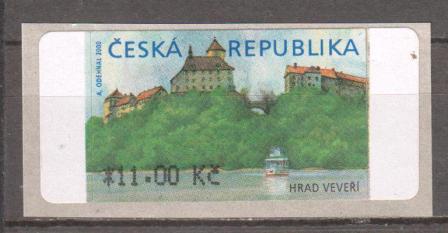 ČESKÁ REPUBLIKA
A. ODEHNAL 2000
*11.00 Kč
HRAD VEVEŘÍ